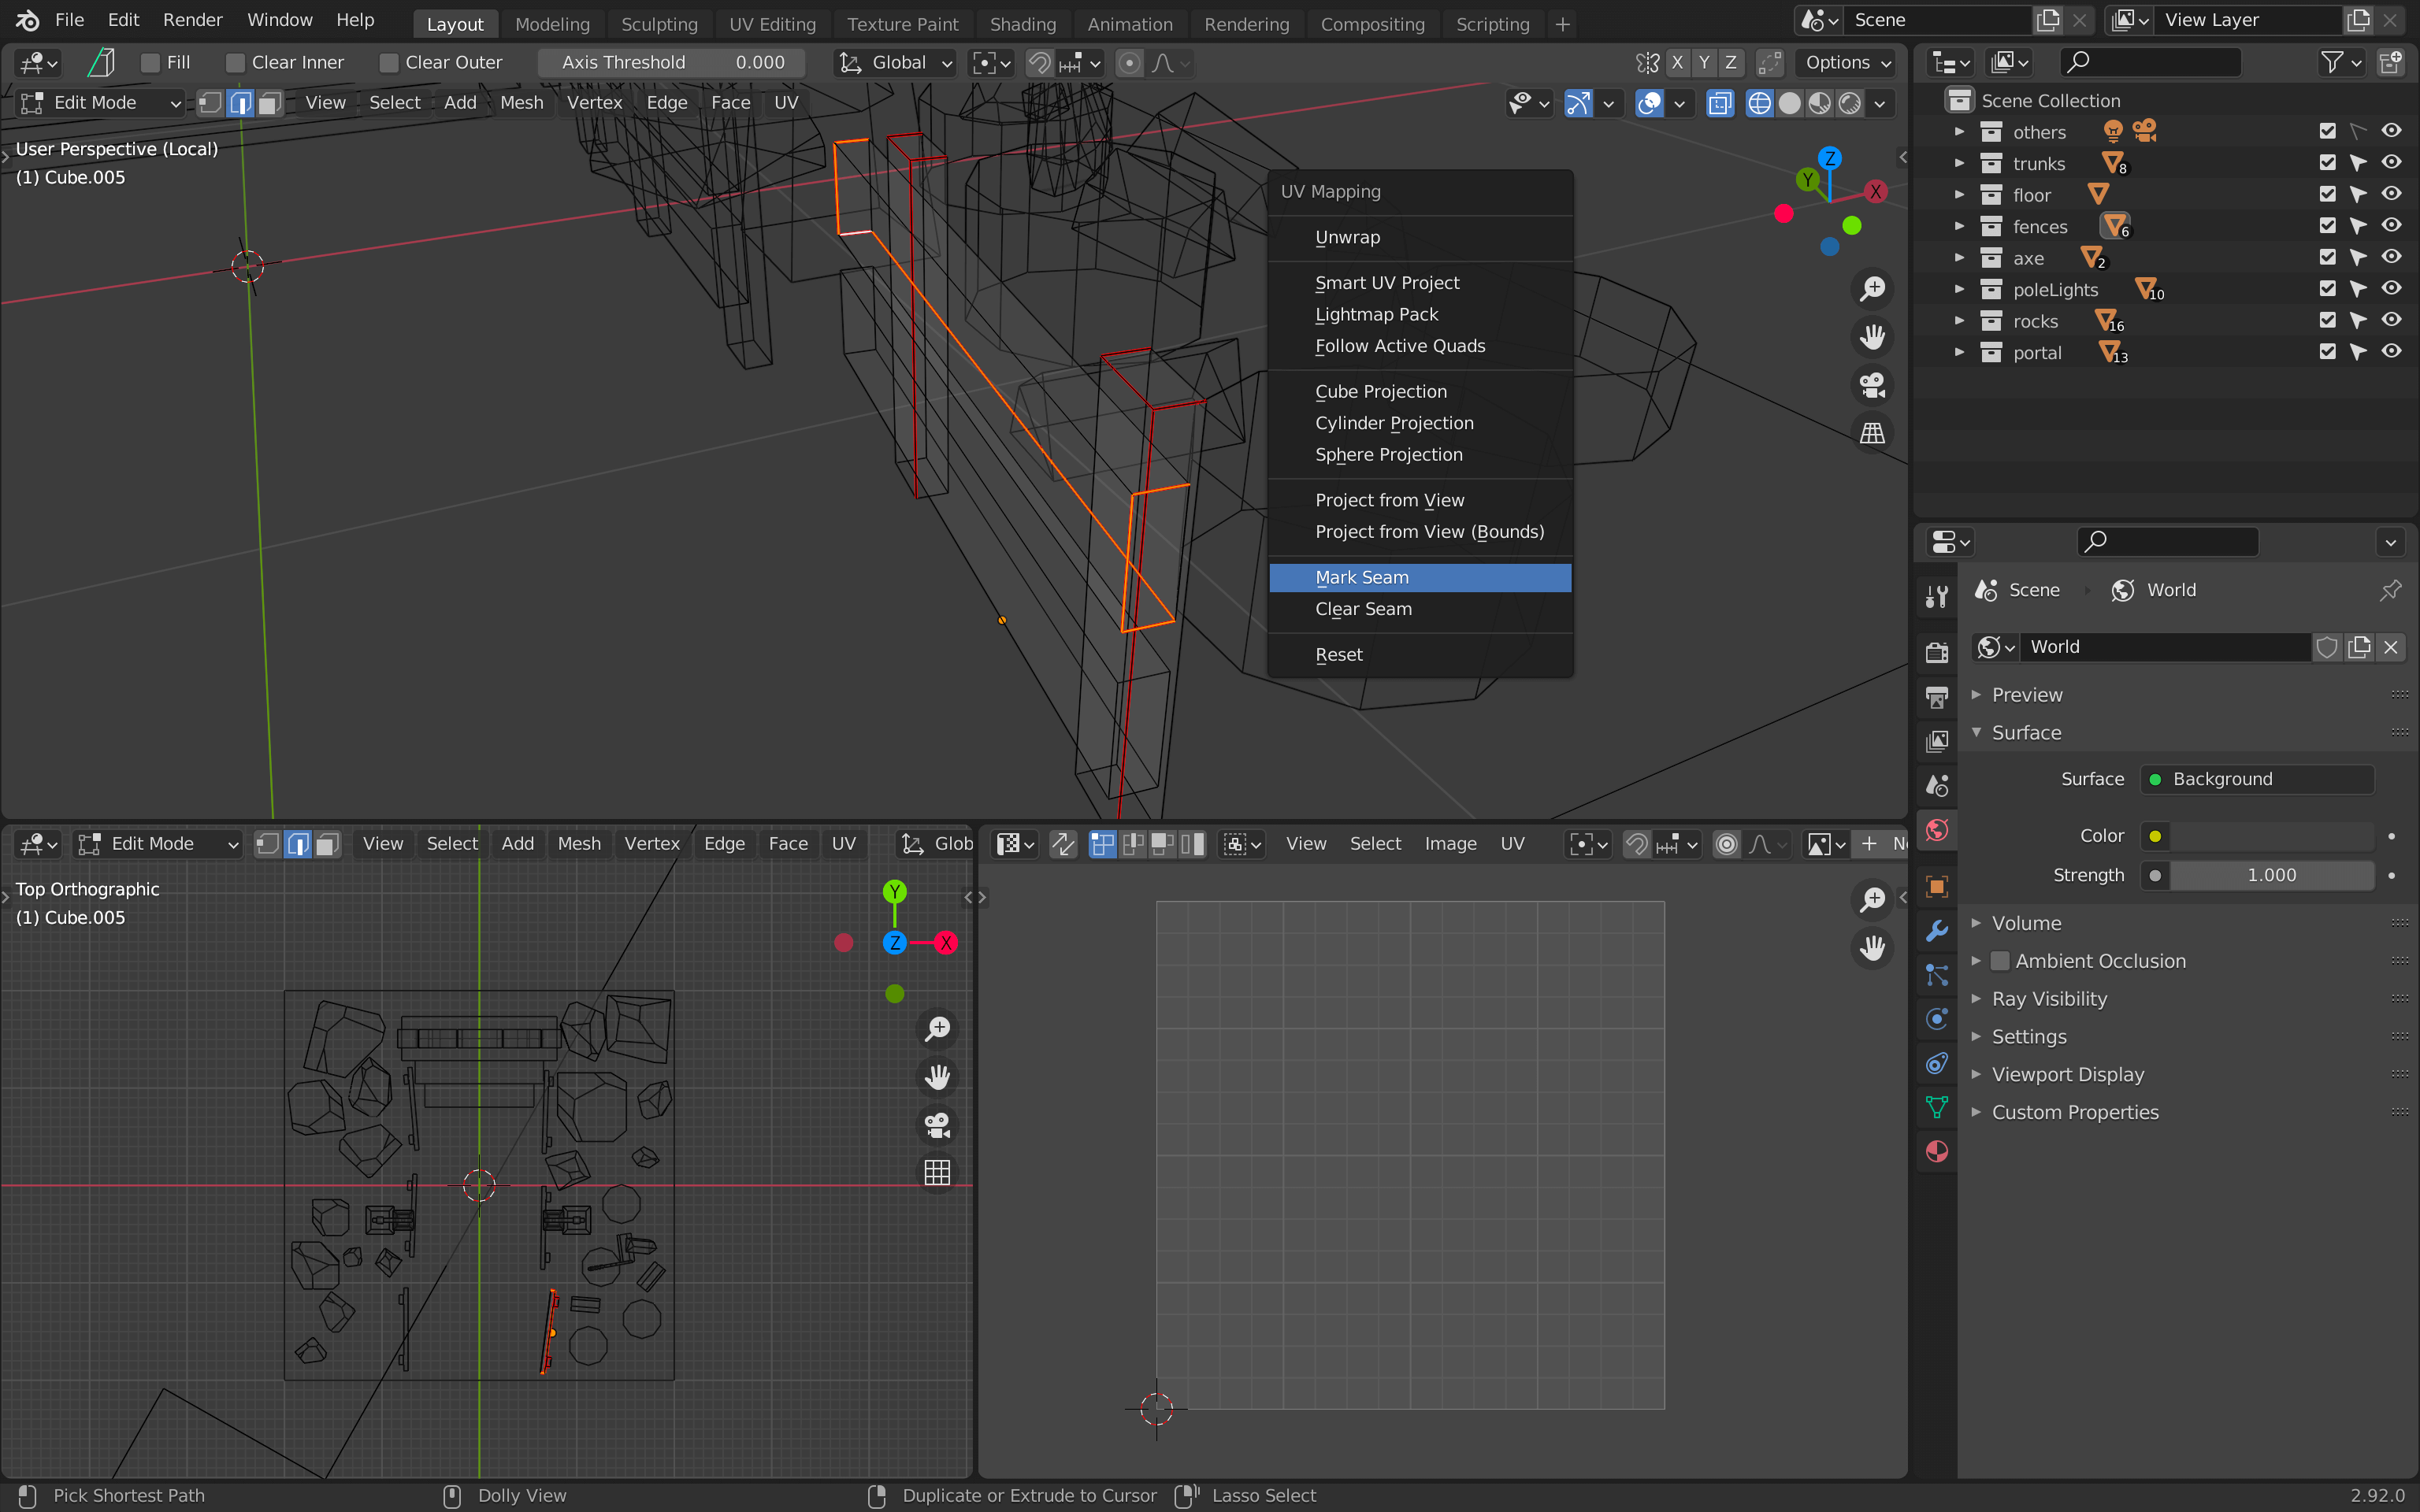 File Edit Render Window Help Layout Modeling Sculpting UV Editing Texture Paint Shading Animation Rendering Compositing Scripting + Scene View Layer
Fill Clear Inner Clear Outer Axis Threshold 0.000 Global X Y Z Options
Edit Mode View Select Add Mesh Vertex Edge Face UV
User Perspective (Local)
(1) Cube.005
Z
Y
X
UV Mapping
Unwrap
Smart UV Project
Lightmap Pack
Follow Active Quads
Cube Projection
Cylinder Projection
Sphere Projection
Project from View
Project from View (Bounds)
Mark Seam
Clear Seam
Reset
Scene Collection
others
trunks 8
floor
fences 6
axe 2
poleLights 10
rocks 16
portal 13
Scene World
World
Preview
Surface
Surface Background
Color
Strength 1.000
Volume
Ambient Occlusion
Ray Visibility
Settings
Viewport Display
Custom Properties
Edit Mode View Select Add Mesh Vertex Edge Face UV Glob
Top Orthographic
(1) Cube.005
Y
Z X
View Select Image UV + N
Pick Shortest Path Dolly View Duplicate or Extrude to Cursor Lasso Select 2.92.0